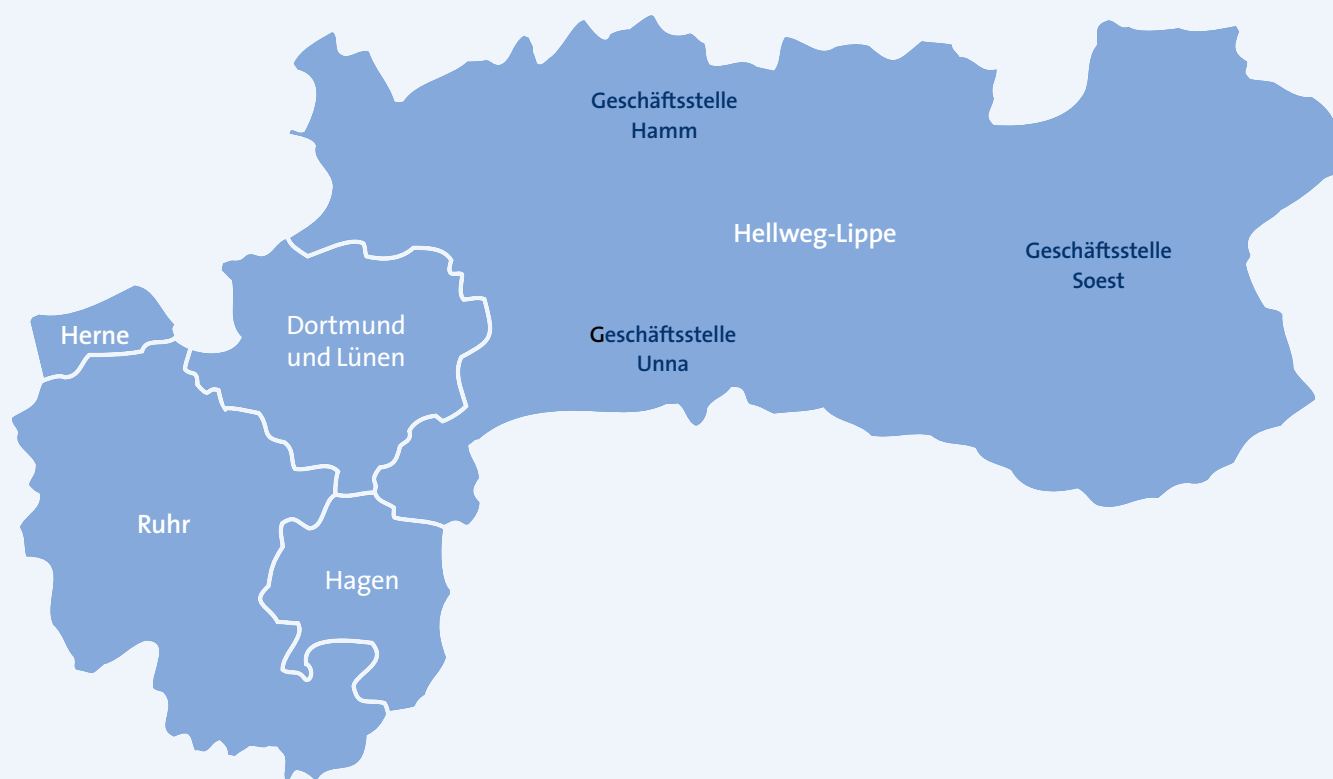 Geschäftsstelle
Hamm
Hellweg-Lippe
Geschäftsstelle
Soest
Herne
Dortmund
und Lünen
Geschäftsstelle
Unna
Ruhr
Hagen